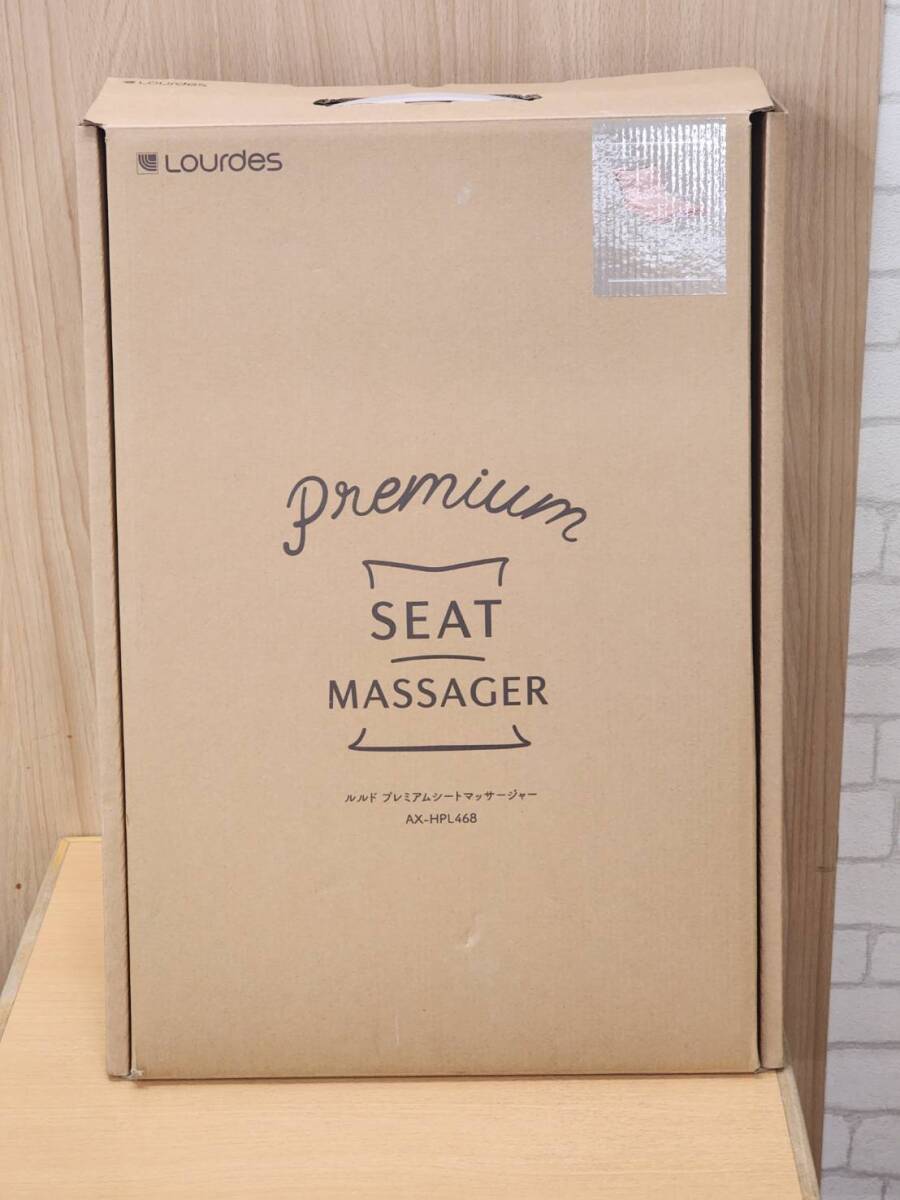 Lourdes
Lourdes
Premium
SEAT
MASSAGER
ルルド プレミアムシートマッサージャー
AX-HPL468